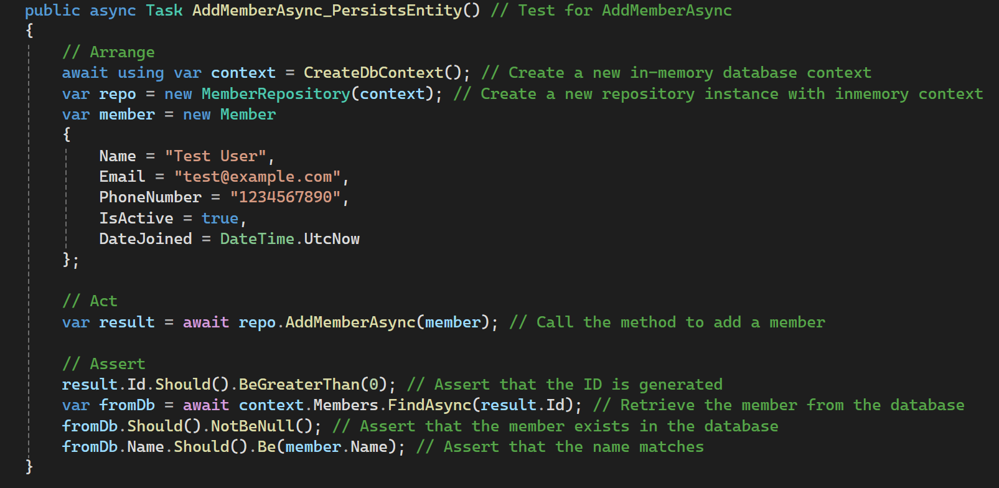 public async Task AddMemberAsync_PersistsEntity() // Test for AddMemberAsync
{
    // Arrange
    await using var context = CreateDbContext(); // Create a new in-memory database context
    var repo = new MemberRepository(context); // Create a new repository instance with inmemory context
    var member = new Member
    {
        Name = "Test User",
        Email = "test@example.com",
        PhoneNumber = "1234567890",
        IsActive = true,
        DateJoined = DateTime.UtcNow
    };

    // Act
    var result = await repo.AddMemberAsync(member); // Call the method to add a member

    // Assert
    result.Id.Should().BeGreaterThan(0); // Assert that the ID is generated
    var fromDb = await context.Members.FindAsync(result.Id); // Retrieve the member from the database
    fromDb.Should().NotBeNull(); // Assert that the member exists in the database
    fromDb.Name.Should().Be(member.Name); // Assert that the name matches
}